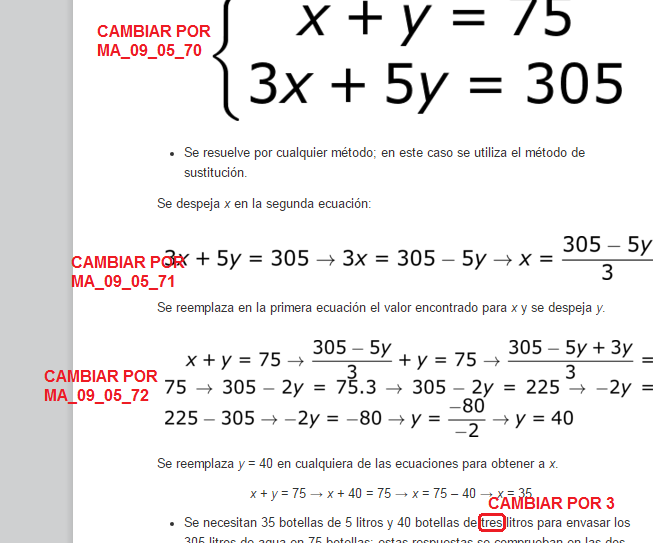 CAMBIAR POR
MA_09_05_70
x + y = 75
3x + 5y = 305
• Se resuelve por cualquier método; en este caso se utiliza el método de
sustitución.
Se despeja x en la segunda ecuación:
CAMBIAR POR
MA_09_05_71
3x + 5y = 305 → 3x = 305 − 5y → x = (305 − 5y)/3
Se reemplaza en la primera ecuación el valor encontrado para x y se despeja y.
CAMBIAR POR
MA_09_05_72
x + y = 75 → (305 − 5y)/3 + y = 75 → (305 − 5y + 3y)/3 =
75 → 305 − 2y = 75.3 → 305 − 2y = 225 → −2y =
225 − 305 → −2y = −80 → y = −80/−2 → y = 40
Se reemplaza y = 40 en cualquiera de las ecuaciones para obtener a x.
x + y = 75 → x + 40 = 75 → x = 75 – 40 → x = 35
CAMBIAR POR 3
• Se necesitan 35 botellas de 5 litros y 40 botellas de tres litros para envasar los
305 litros de agua en 75 botellas; estas respuestas se comprueban en las dos